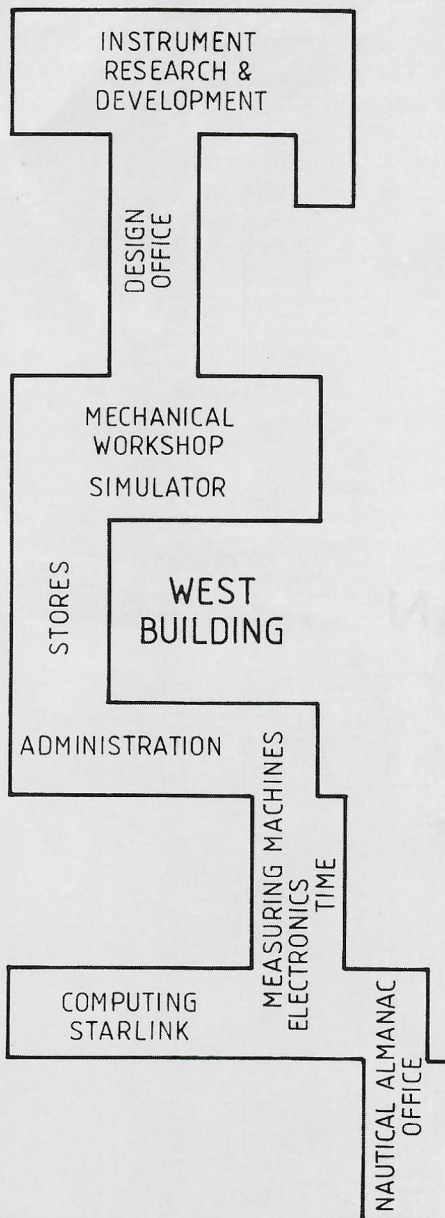 INSTRUMENT
RESEARCH &
DEVELOPMENT
DESIGN
OFFICE
MECHANICAL
WORKSHOP
SIMULATOR
STORES
WEST
BUILDING
ADMINISTRATION
MEASURING MACHINES
ELECTRONICS
TIME
COMPUTING
STARLINK
NAUTICAL ALMANAC
OFFICE